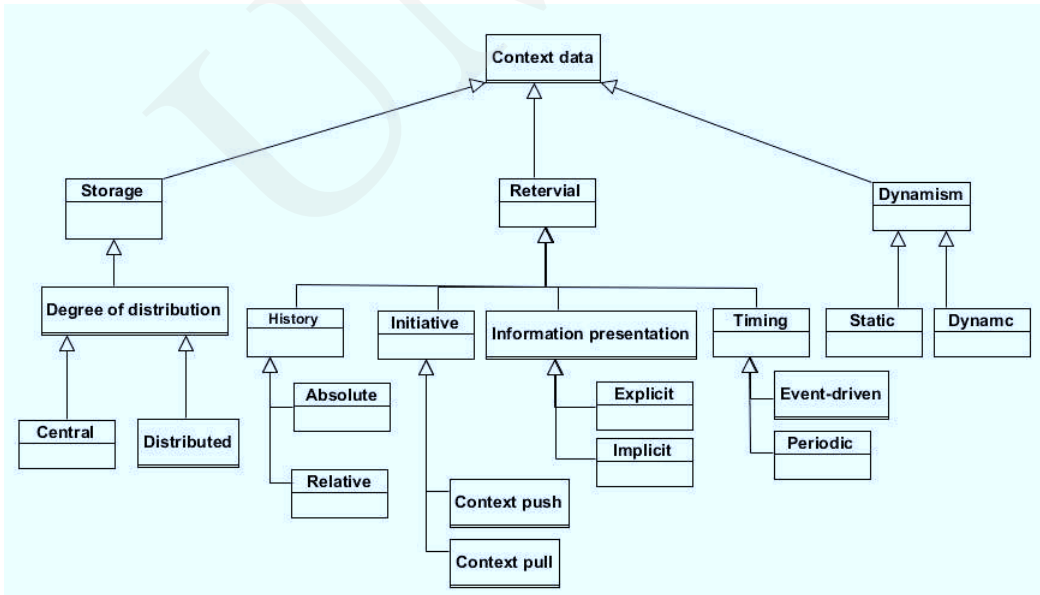 Context data
Storage
Retervial
Dynamism
Degree of distribution
History
Initiative
Information presentation
Timing
Static
Dynamc
Absolute
Explicit
Event-driven
Central
Distributed
Implicit
Periodic
Relative
Context push
Context pull